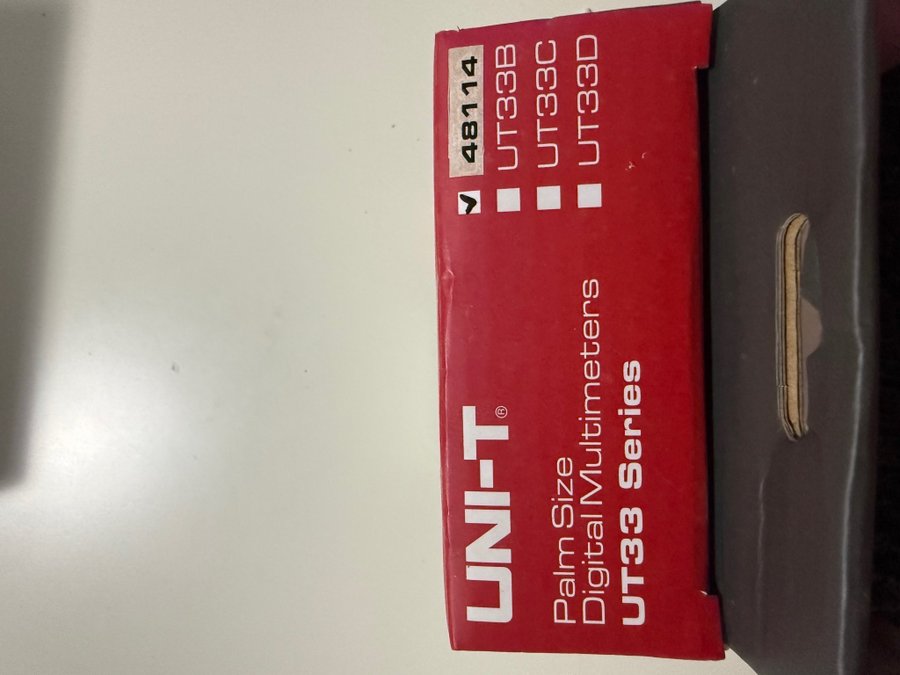 UNI-T®
Palm Size
Digital Multimeters
UT33 Series
48114
UT33B
UT33C
UT33D